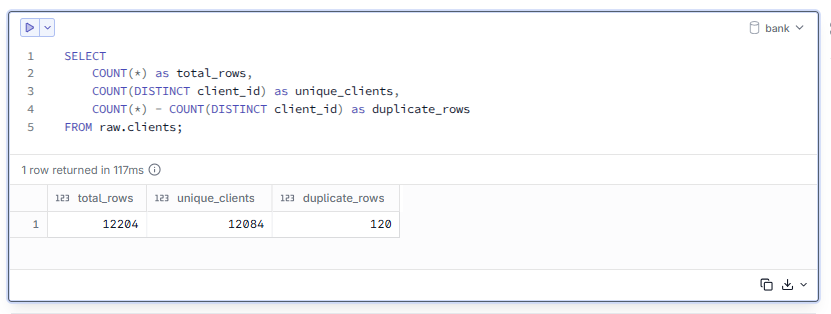 bank
1 SELECT
2 COUNT(*) as total_rows,
3 COUNT(DISTINCT client_id) as unique_clients,
4 COUNT(*) - COUNT(DISTINCT client_id) as duplicate_rows
5 FROM raw.clients;
1 row returned in 117ms
123 total_rows 123 unique_clients 123 duplicate_rows
1 12204 12084 120